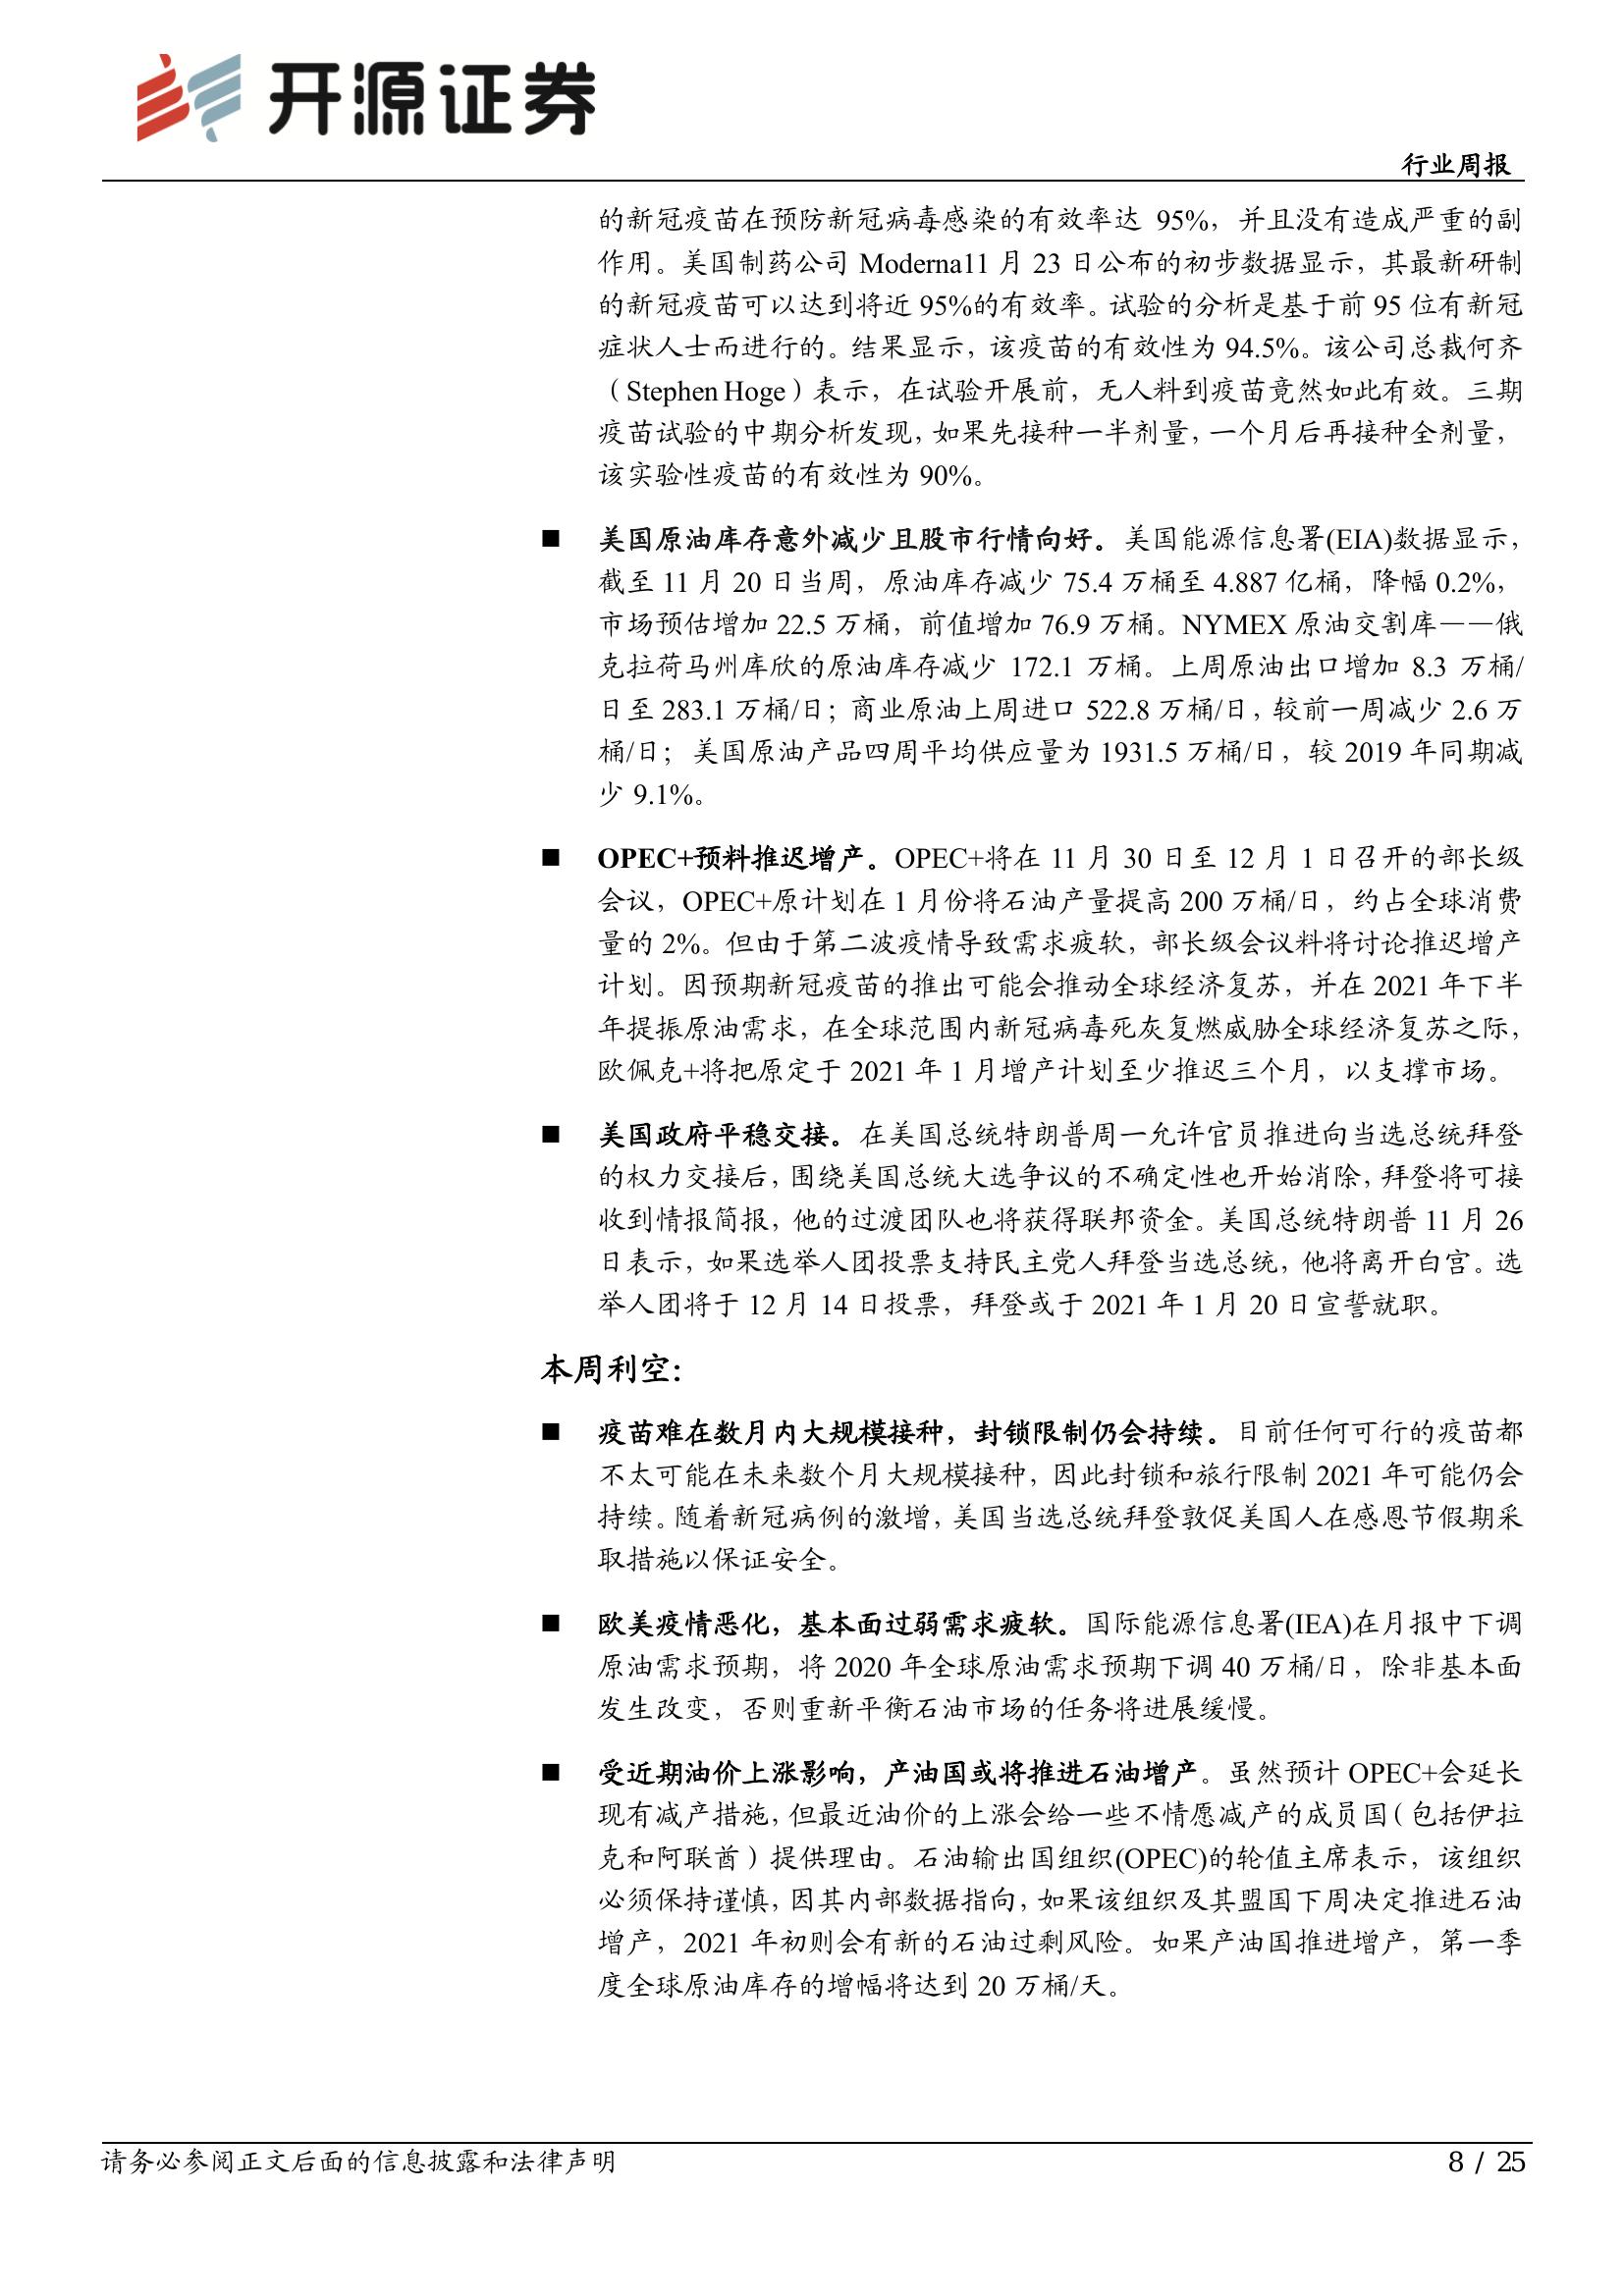 开源证券
行业周报
的新冠疫苗在预防新冠病毒感染的有效率达 95%，并且没有造成严重的副
作用。美国制药公司 Moderna11 月 23 日公布的初步数据显示，其最新研制
的新冠疫苗可以达到将近 95%的有效率。试验的分析是基于前 95 位有新冠
症状人士而进行的。结果显示，该疫苗的有效性为 94.5%。该公司总裁何齐
（Stephen Hoge）表示，在试验开展前，无人料到疫苗竟然如此有效。三期
疫苗试验的中期分析发现，如果先接种一半剂量，一个月后再接种全剂量，
该实验性疫苗的有效性为 90%。
■ 美国原油库存意外减少且股市行情向好。美国能源信息署(EIA)数据显示，
截至 11 月 20 日当周，原油库存减少 75.4 万桶至 4.887 亿桶，降幅 0.2%，
市场预估增加 22.5 万桶，前值增加 76.9 万桶。NYMEX 原油交割库——俄
克拉荷马州库欣的原油库存减少 172.1 万桶。上周原油出口增加 8.3 万桶/
日至 283.1 万桶/日；商业原油上周进口 522.8 万桶/日，较前一周减少 2.6 万
桶/日；美国原油产品四周平均供应量为 1931.5 万桶/日，较 2019 年同期减
少 9.1%。
■ OPEC+预料推迟增产。OPEC+将在 11 月 30 日至 12 月 1 日召开的部长级
会议，OPEC+原计划在 1 月份将石油产量提高 200 万桶/日，约占全球消费
量的 2%。但由于第二波疫情导致需求疲软，部长级会议料将讨论推迟增产
计划。因预期新冠疫苗的推出可能会推动全球经济复苏，并在 2021 年下半
年提振原油需求，在全球范围内新冠病毒死灰复燃威胁全球经济复苏之际，
欧佩克+将把原定于 2021 年 1 月增产计划至少推迟三个月，以支撑市场。
■ 美国政府平稳交接。在美国总统特朗普周一允许官员推进向当选总统拜登
的权力交接后，围绕美国总统大选争议的不确定性也开始消除，拜登将可接
收到情报简报，他的过渡团队也将获得联邦资金。美国总统特朗普 11 月 26
日表示，如果选举人团投票支持民主党人拜登当选总统，他将离开白宫。选
举人团将于 12 月 14 日投票，拜登或于 2021 年 1 月 20 日宣誓就职。
本周利空：
■ 疫苗难在数月内大规模接种，封锁限制仍会持续。目前任何可行的疫苗都
不太可能在未来数个月大规模接种，因此封锁和旅行限制 2021 年可能仍会
持续。随着新冠病例的激增，美国当选总统拜登敦促美国人在感恩节假期采
取措施以保证安全。
■ 欧美疫情恶化，基本面过弱需求疲软。国际能源信息署(IEA)在月报中下调
原油需求预期，将 2020 年全球原油需求预期下调 40 万桶/日，除非基本面
发生改变，否则重新平衡石油市场的任务将进展缓慢。
■ 受近期油价上涨影响，产油国或将推进石油增产。虽然预计 OPEC+会延长
现有减产措施，但最近油价的上涨会给一些不情愿减产的成员国（包括伊拉
克和阿联酋）提供理由。石油输出国组织(OPEC)的轮值主席表示，该组织
必须保持谨慎，因其内部数据指向，如果该组织及其盟国下周决定推进石油
增产，2021 年初则会有新的石油过剩风险。如果产油国推进增产，第一季
度全球原油库存的增幅将达到 20 万桶/天。
请务必参阅正文后面的信息披露和法律声明
8 / 25